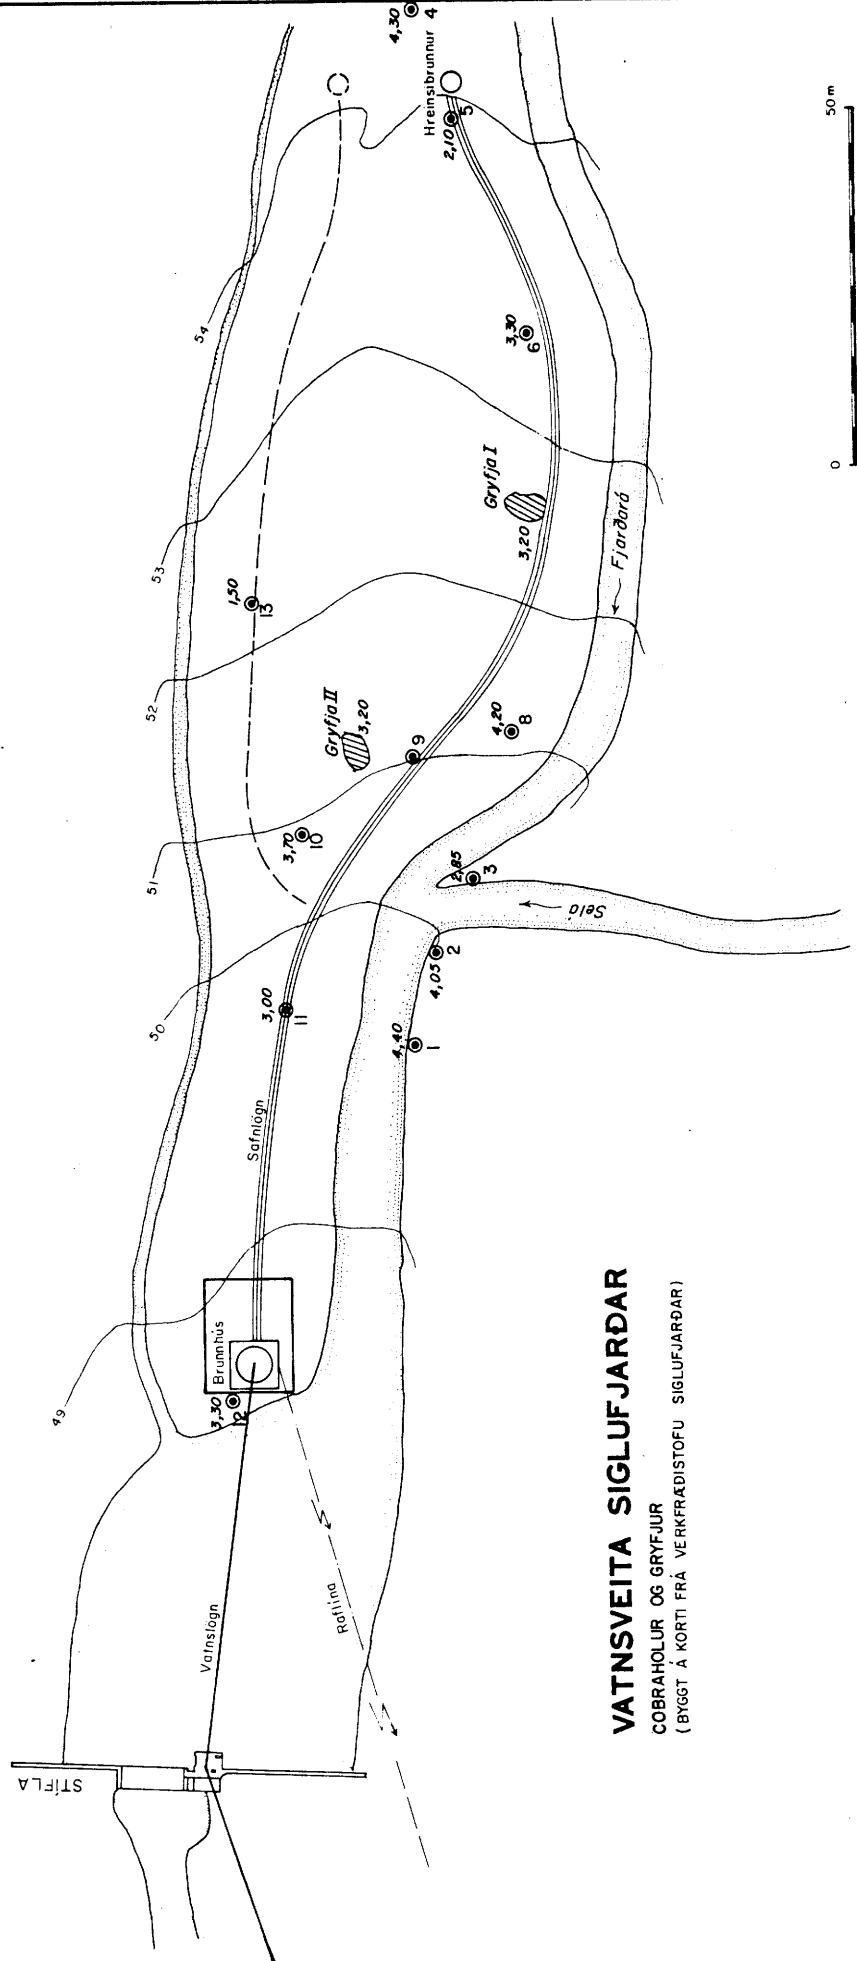 VATNSVEITA SIGLUFJARÐAR
COBRAHOLUR OG GRYFJUR
(BYGGT Á KORTI FRÁ VERKFRÆDISTOFU SIGLUFJARÐAR)
STÍFLA
Vatnslögn
Raflína
Brunnhús
3,30
12
49
Safnlögn
3,00
11
50
4,40
1
4,05
2
Selá
2,85
3
51
3,70
10
Gryfja II
3,20
9
4,20
8
52
1,50
13
53
Fjarðará
Gryfja I
3,20
3,30
6
54
2,10
5
Hreinsibrunnur
4,30
4
0
50 m